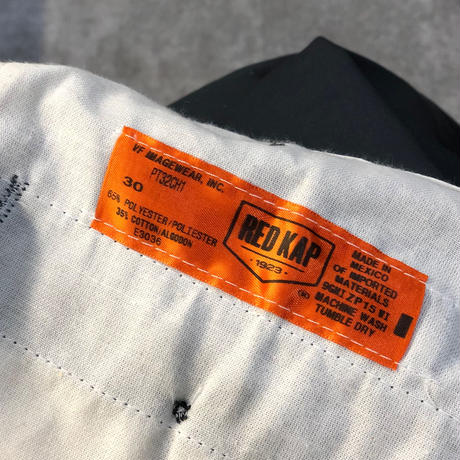 VF IMAGEWEAR, INC.
PT32CH1
30
65% POLYESTER/POLIESTER
35% COTTON/ALGODON
E3036
RED KAP
·1923·
MADE IN
MEXICO
OF IMPORTED
MATERIALS
MACHINE WASH
TUMBLE DRY